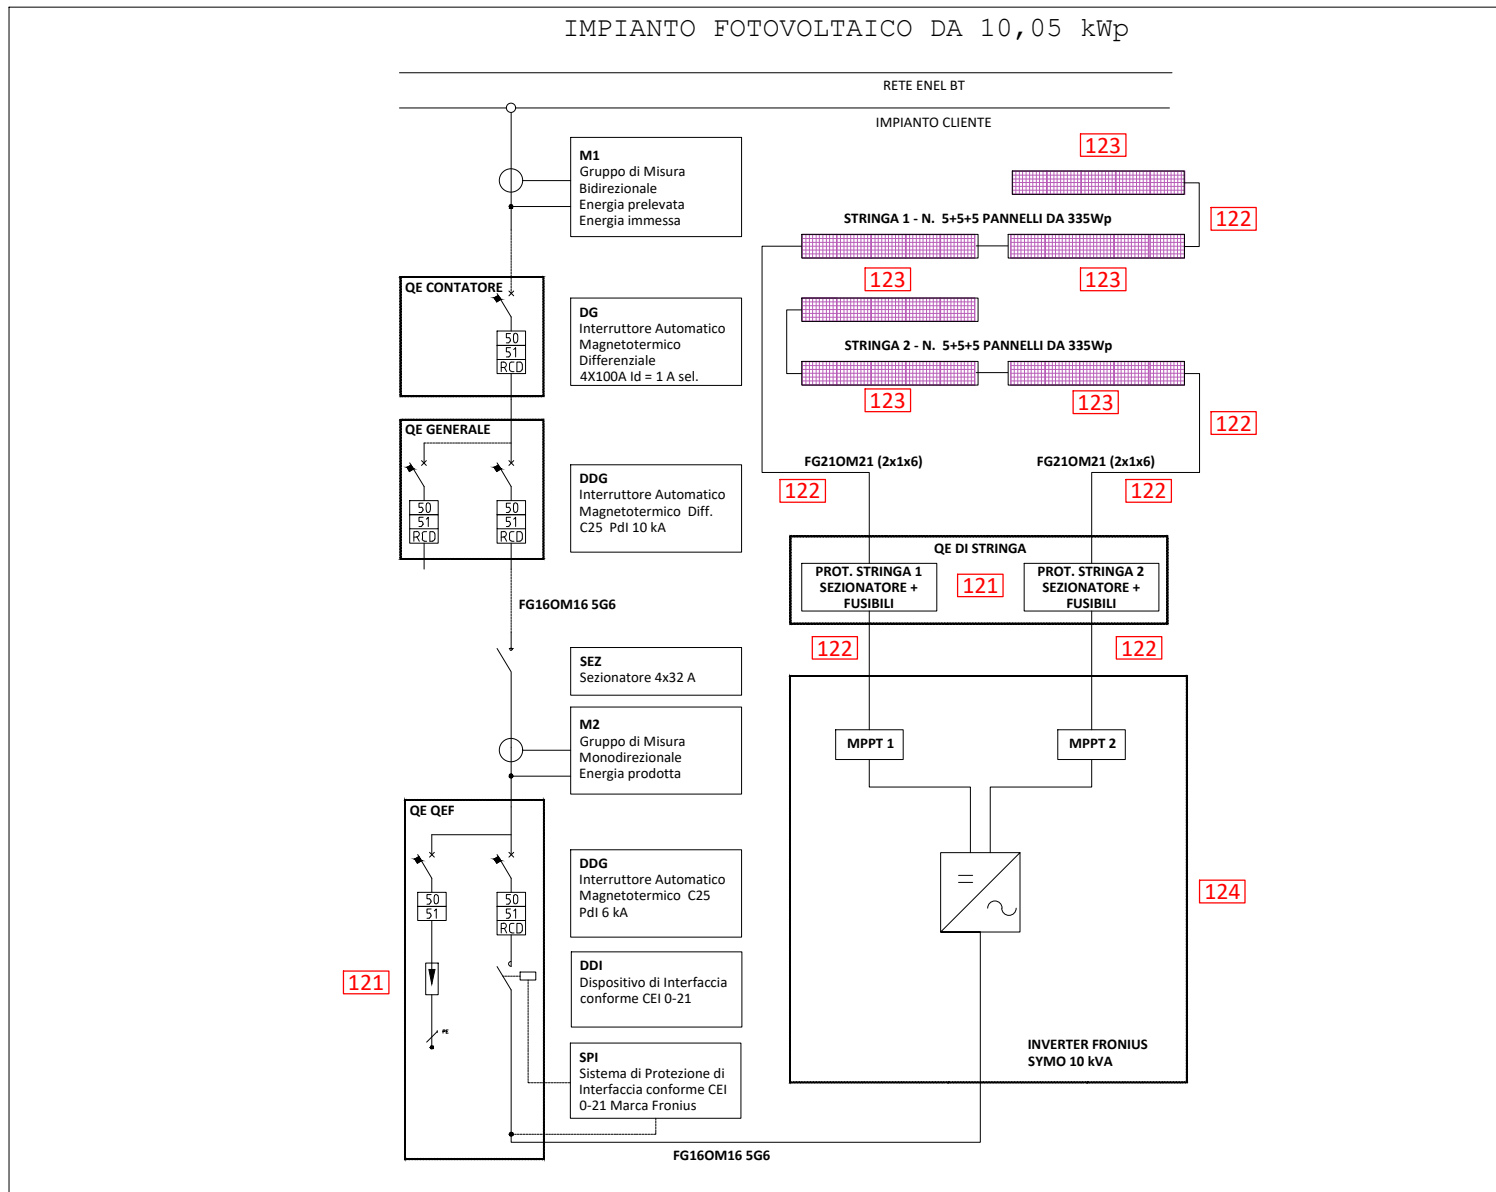 IMPIANTO FOTOVOLTAICO DA 10,05 kWp
RETE ENEL BT
IMPIANTO CLIENTE
M1
Gruppo di Misura
Bidirezionale
Energia prelevata
Energia immessa
QE CONTATORE
50
51
RCD
DG
Interruttore Automatico
Magnetotermico
Differenziale
4X100A Id = 1 A sel.
QE GENERALE
50
51
RCD
50
51
RCD
DDG
Interruttore Automatico
Magnetotermico Diff.
C25 PdI 10 kA
FG16OM16 5G6
SEZ
Sezionatore 4x32 A
M2
Gruppo di Misura
Monodirezionale
Energia prodotta
QE QEF
50
51
50
51
RCD
PE
121
DDG
Interruttore Automatico
Magnetotermico C25
PdI 6 kA
DDI
Dispositivo di Interfaccia
conforme CEI 0-21
SPI
Sistema di Protezione di
Interfaccia conforme CEI
0-21 Marca Fronius
FG16OM16 5G6
123
122
STRINGA 1 - N. 5+5+5 PANNELLI DA 335Wp
123
123
STRINGA 2 - N. 5+5+5 PANNELLI DA 335Wp
123
123
122
FG21OM21 (2x1x6)
FG21OM21 (2x1x6)
122
122
QE DI STRINGA
PROT. STRINGA 1
SEZIONATORE +
FUSIBILI
121
PROT. STRINGA 2
SEZIONATORE +
FUSIBILI
122
122
MPPT 1
MPPT 2
124
INVERTER FRONIUS
SYMO 10 kVA